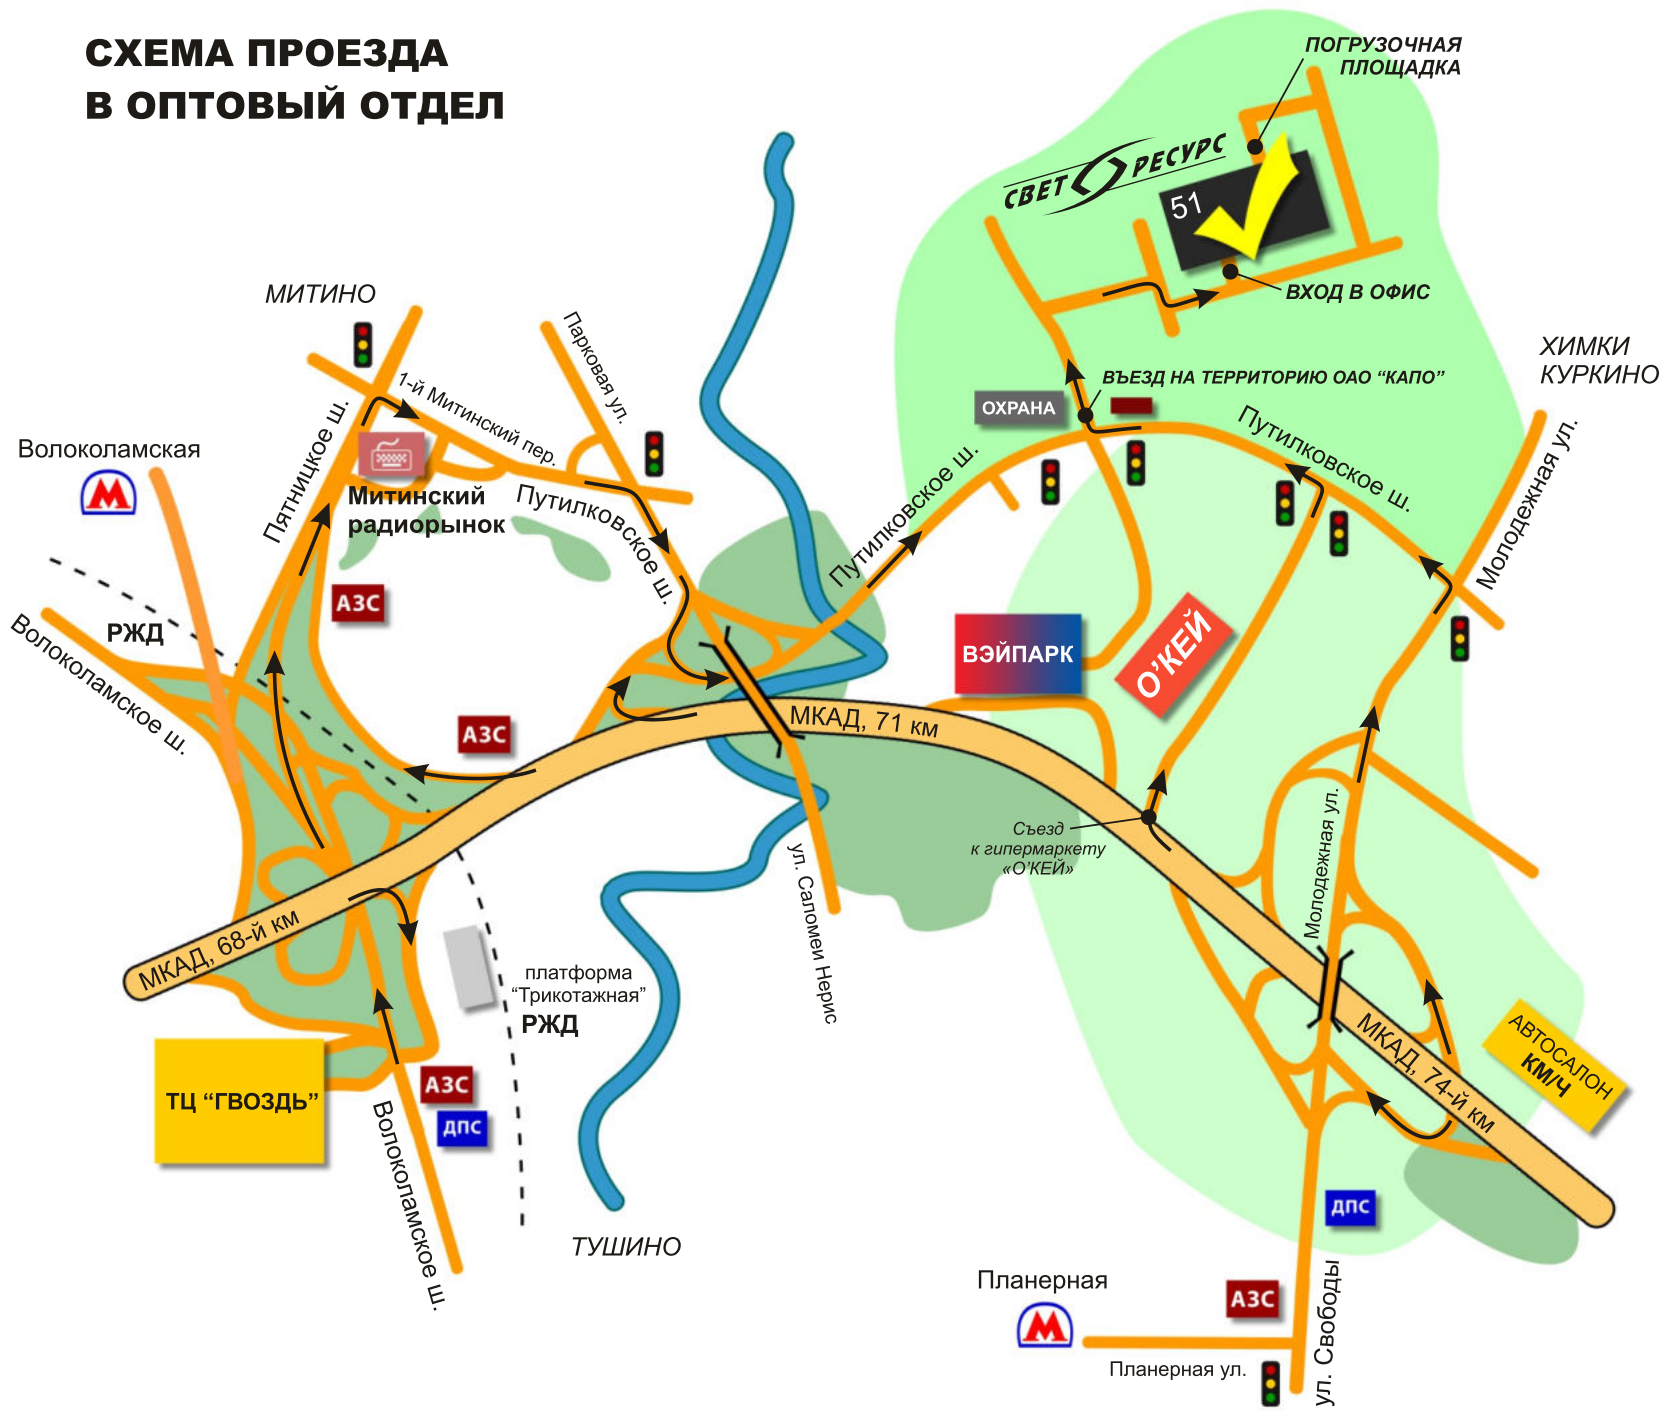 СХЕМА ПРОЕЗДА
В ОПТОВЫЙ ОТДЕЛ
ПОГРУЗОЧНАЯ
ПЛОЩАДКА
СВЕТ РЕСУРС
51
ВХОД В ОФИС
МИТИНО
Парковая ул.
ХИМКИ
КУРКИНО
ВЪЕЗД НА ТЕРРИТОРИЮ ОАО “КАПО”
ОХРАНА
1-й Митинский пер.
Пятницкое ш.
Волоколамская
Митинский
радиорынок
Путилковское ш.
Путилковское ш.
Путилковское ш.
Молодежная ул.
АЗС
РЖД
Волоколамское ш.
ВЭЙПАРК
О’КЕЙ
АЗС
МКАД, 71 км
Съезд
к гипермаркету
«О’КЕЙ»
Молодежная ул.
ул. Саломеи Нерис
МКАД, 68-й км
платформа
“Трикотажная”
РЖД
МКАД, 74-й км
АВТОСАЛОН
КМ/Ч
ТЦ “ГВОЗДЬ”
АЗС
ДПС
Волоколамское ш.
ТУШИНО
ДПС
Планерная
АЗС
Планерная ул.
ул. Свободы